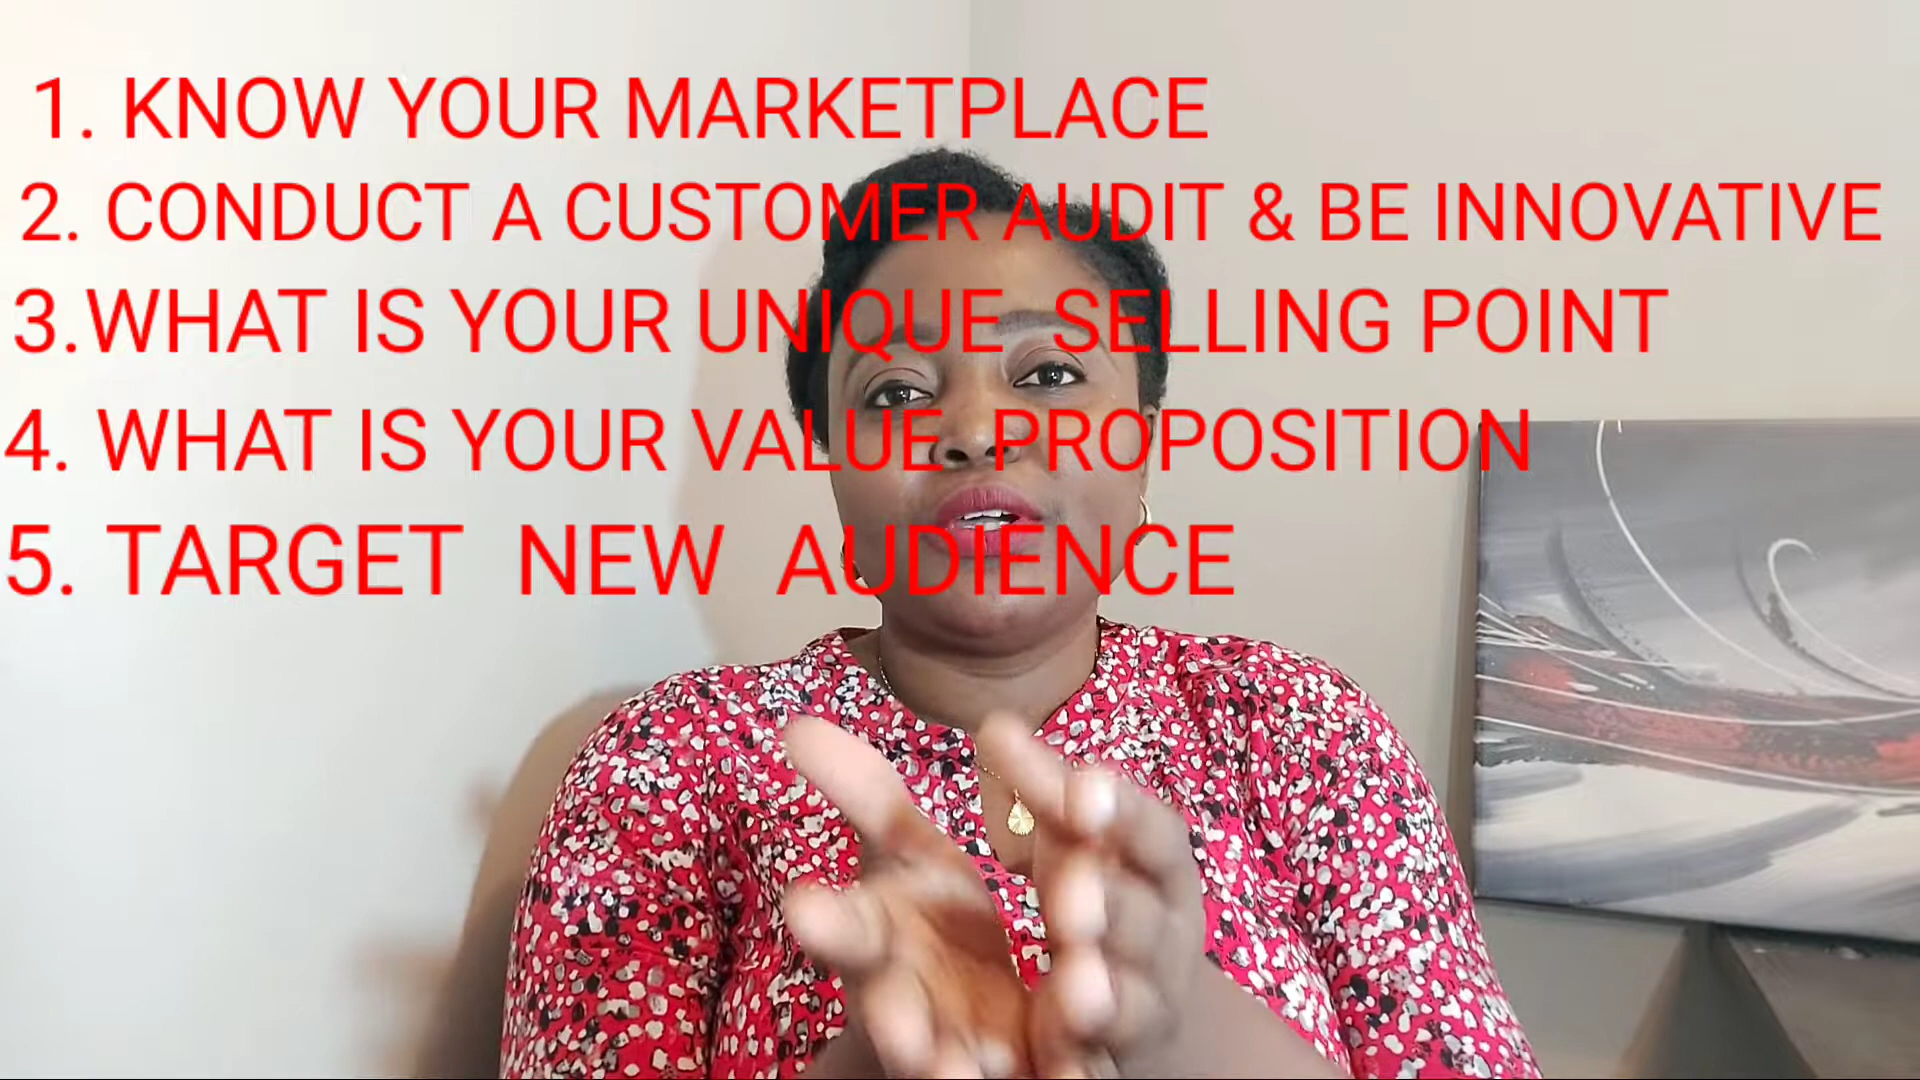 1. KNOW YOUR MARKETPLACE
2. CONDUCT A CUSTOMER AUDIT & BE INNOVATIVE
3.WHAT IS YOUR UNIQUE SELLING POINT
4. WHAT IS YOUR VALUE PROPOSITION
5. TARGET NEW AUDIENCE